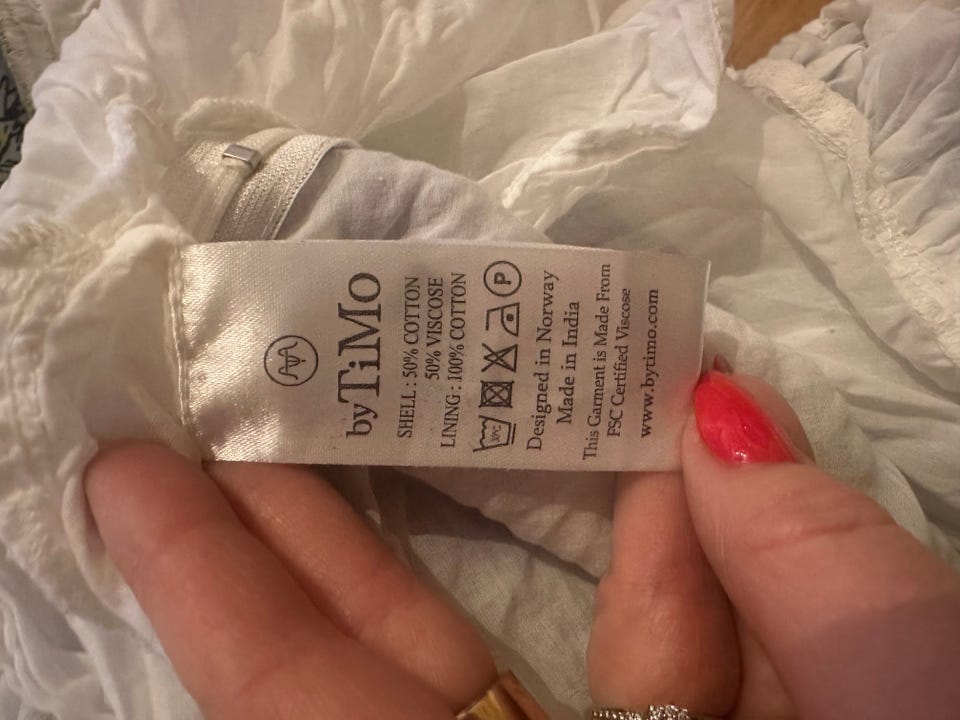 byTiMo
SHELL : 50% COTTON
50% VISCOSE
LINING : 100% COTTON
30°C
P
Designed in Norway
Made in India
This Garment is Made From
FSC Certified Viscose
www.bytimo.com